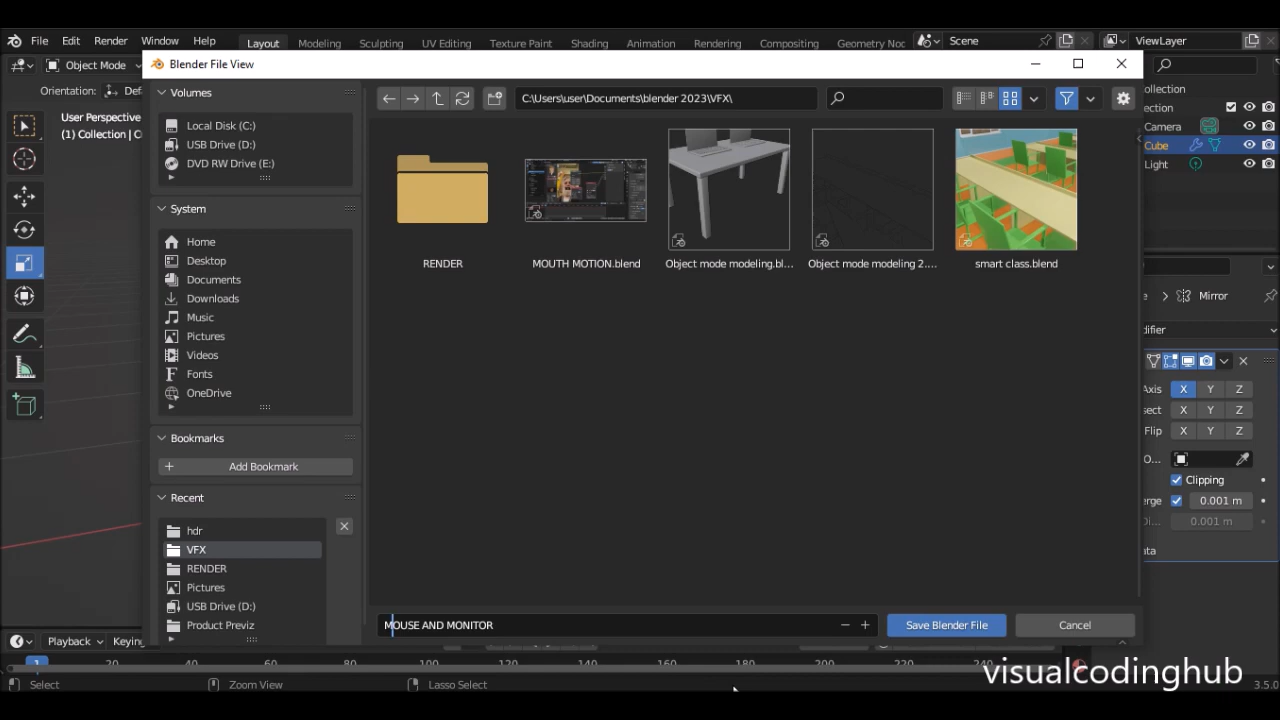 File Edit Render Window Help Layout Modeling Sculpting UV Editing Texture Paint Shading Animation Rendering Compositing Geometry Noc Scene ViewLayer
Object Mode
Blender File View
Orientation: Def
User Perspective
(1) Collection | C
Volumes
Local Disk (C:)
USB Drive (D:)
DVD RW Drive (E:)
System
Home
Desktop
Documents
Downloads
Music
Pictures
Videos
Fonts
OneDrive
Bookmarks
Add Bookmark
Recent
hdr
VFX
RENDER
Pictures
USB Drive (D:)
Product Previz
C:\Users\user\Documents\blender 2023\VFX\
RENDER
MOUTH MOTION.blend
Object mode modeling.bl...
Object mode modeling 2....
smart class.blend
MOUSE AND MONITOR
Save Blender File
Cancel
ollection
ection
Camera
Cube
Light
Mirror
difier
Axis X Y Z
sect X Y Z
Flip X Y Z
O...
Clipping
erge 0.001 m
Di... 0.001 m
ata
Playback Keying
1 20 40 60 80 100 120 140 160 180 200 220 240
Select Zoom View Lasso Select 3.5.0
visualcodinghub